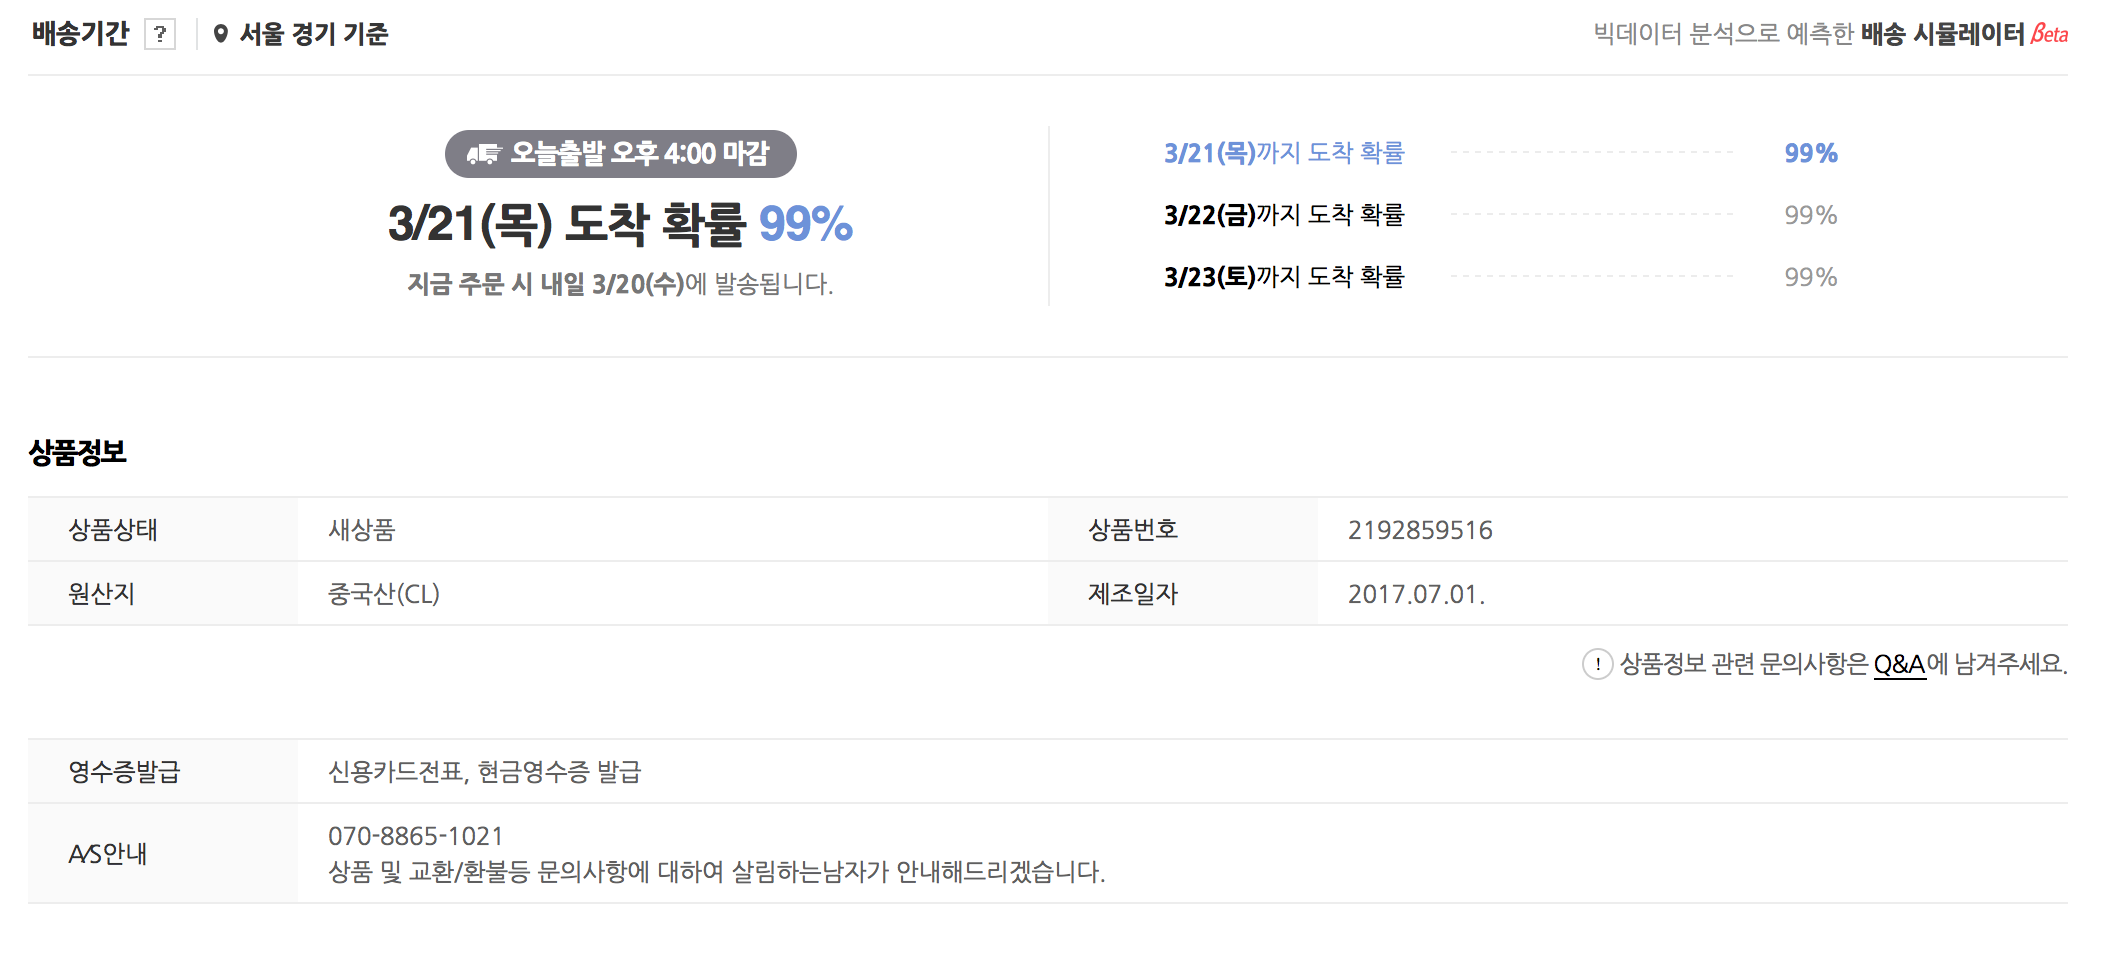 배송기간 ? 서울 경기 기준
빅데이터 분석으로 예측한 배송 시뮬레이터 βeta
오늘출발 오후 4:00 마감
3/21(목) 도착 확률 99%
지금 주문 시 내일 3/20(수)에 발송됩니다.
3/21(목)까지 도착 확률 99%
3/22(금)까지 도착 확률 99%
3/23(토)까지 도착 확률 99%
상품정보
상품상태 새상품 상품번호 2192859516
원산지 중국산(CL) 제조일자 2017.07.01.
! 상품정보 관련 문의사항은 Q&A에 남겨주세요.
영수증발급 신용카드전표, 현금영수증 발급
A/S안내 070-8865-1021
상품 및 교환/환불등 문의사항에 대하여 살림하는남자가 안내해드리겠습니다.